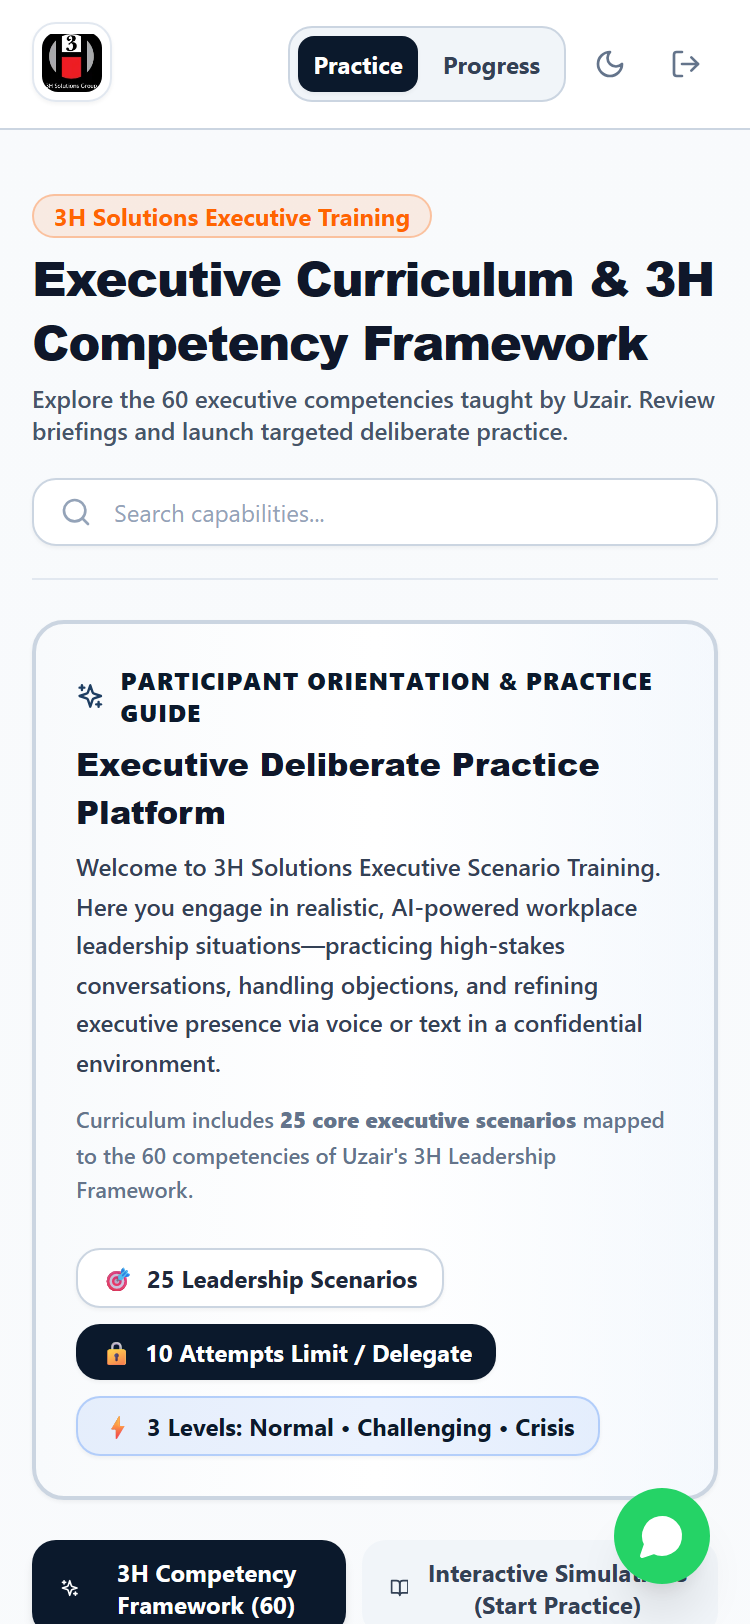 3
3H Solutions Group
Practice
Progress
3H Solutions Executive Training
Executive Curriculum & 3H
Competency Framework
Explore the 60 executive competencies taught by Uzair. Review
briefings and launch targeted deliberate practice.
Search capabilities...
PARTICIPANT ORIENTATION & PRACTICE
GUIDE
Executive Deliberate Practice
Platform
Welcome to 3H Solutions Executive Scenario Training.
Here you engage in realistic, AI-powered workplace
leadership situations—practicing high-stakes
conversations, handling objections, and refining
executive presence via voice or text in a confidential
environment.
Curriculum includes 25 core executive scenarios mapped
to the 60 competencies of Uzair's 3H Leadership
Framework.
25 Leadership Scenarios
10 Attempts Limit / Delegate
3 Levels: Normal • Challenging • Crisis
3H Competency
Framework (60)
Interactive
(Start Practice)